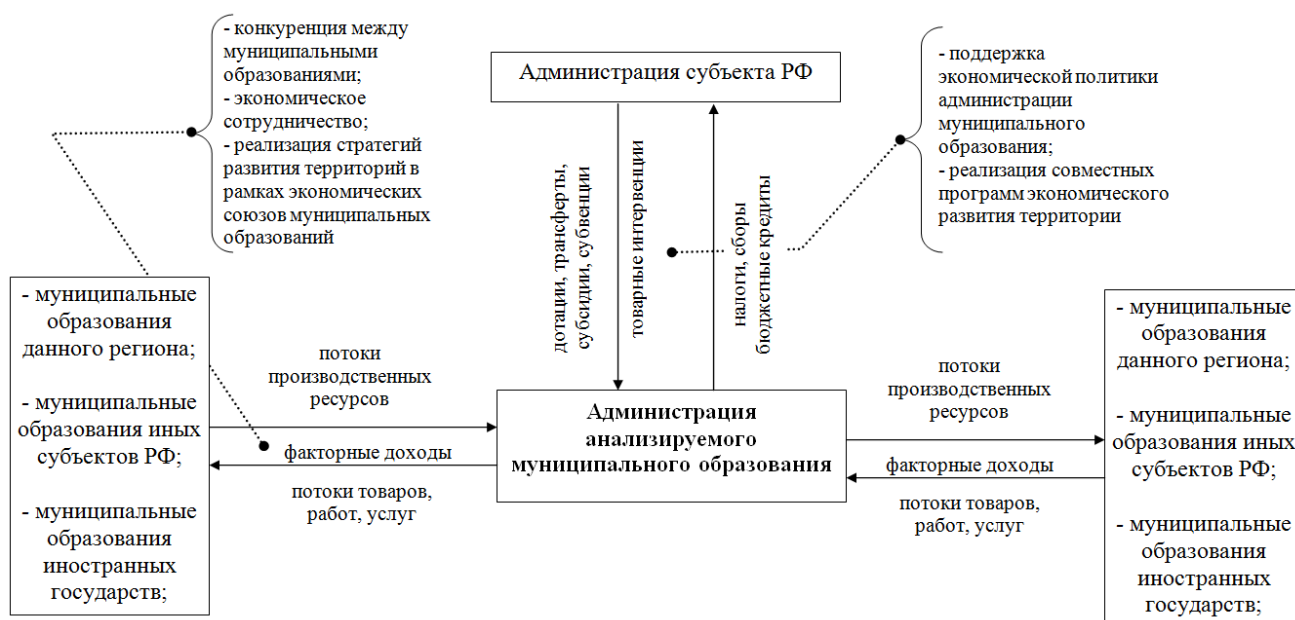 - конкуренция между
муниципальными
образованиями;
- экономическое
сотрудничество;
- реализация стратегий
развития территорий в
рамках экономических
союзов муниципальных
образований
Администрация субъекта РФ
- поддержка
экономической политики
администрации
муниципального
образования;
- реализация совместных
программ экономического
развития территории
дотации, трансферты,
субсидии, субвенции
товарные интервенции
налоги, сборы
бюджетные кредиты
- муниципальные
образования
данного региона;
- муниципальные
образования иных
субъектов РФ;
- муниципальные
образования
иностранных
государств;
потоки
производственных
ресурсов
факторные доходы
потоки товаров,
работ, услуг
Администрация
анализируемого
муниципального образования
потоки
производственных
ресурсов
факторные доходы
потоки товаров,
работ, услуг
- муниципальные
образования
данного региона;
- муниципальные
образования иных
субъектов РФ;
- муниципальные
образования
иностранных
государств;